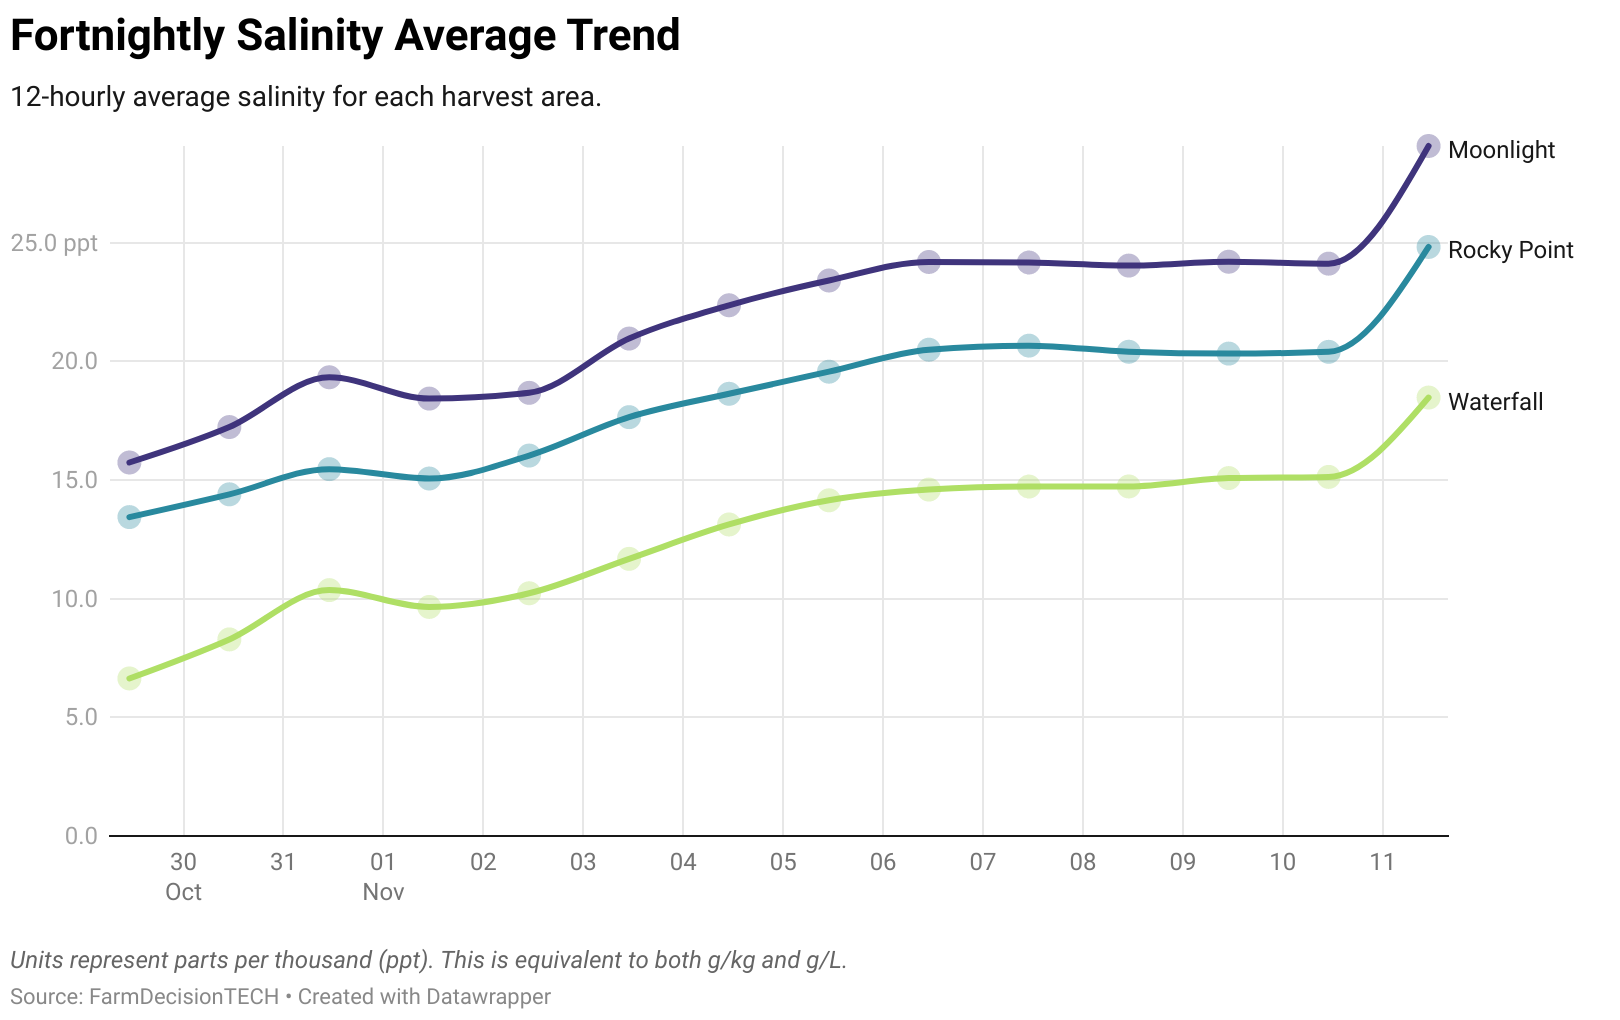 Fortnightly Salinity Average Trend
12-hourly average salinity for each harvest area.
Moonlight
25.0 ppt
Rocky Point
20.0
Waterfall
15.0
10.0
5.0
0.0
30 31 01 02 03 04 05 06 07 08 09 10 11
Oct Nov
Units represent parts per thousand (ppt). This is equivalent to both g/kg and g/L.
Source: FarmDecisionTECH • Created with Datawrapper